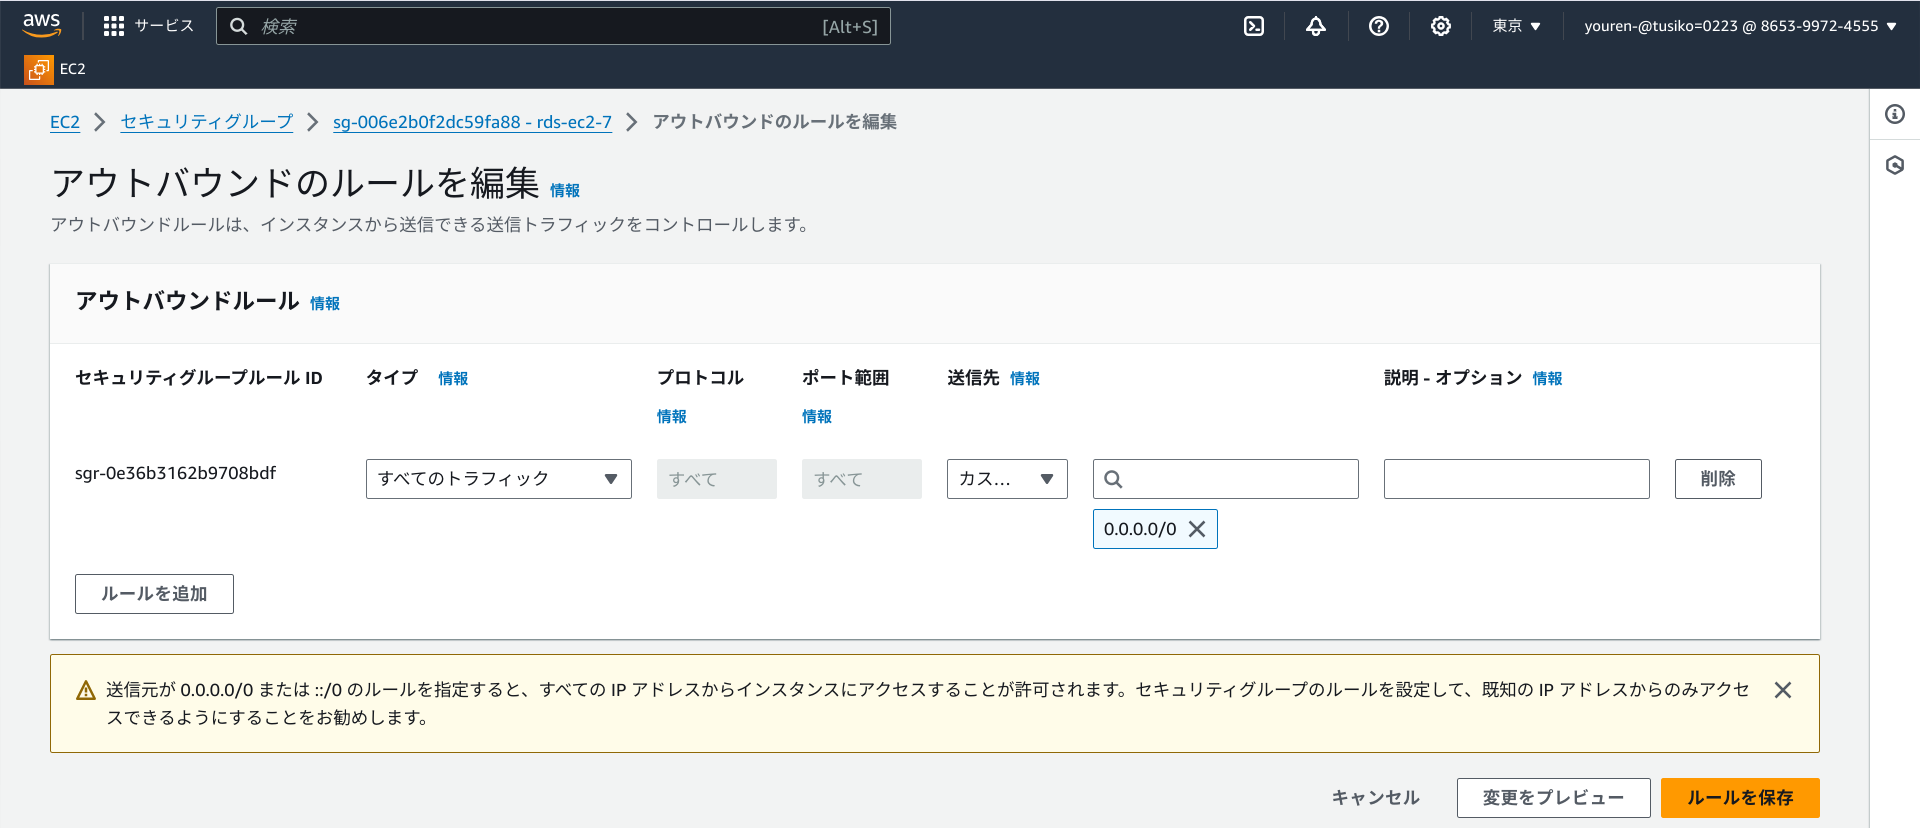 aws サービス 検索 [Alt+S] 東京 youren-@tusiko=0223 @ 8653-9972-4555
EC2
EC2 セキュリティグループ sg-006e2b0f2dc59fa88 - rds-ec2-7 アウトバウンドのルールを編集
アウトバウンドのルールを編集 情報
アウトバウンドルールは、インスタンスから送信できる送信トラフィックをコントロールします。
アウトバウンドルール 情報
セキュリティグループルール ID タイプ 情報 プロトコル ポート範囲 送信先 情報 説明 - オプション 情報
情報 情報
sgr-0e36b3162b9708bdf すべてのトラフィック すべて すべて カス... 削除
0.0.0.0/0
ルールを追加
送信元が 0.0.0.0/0 または ::/0 のルールを指定すると、すべての IP アドレスからインスタンスにアクセスすることが許可されます。セキュリティグループのルールを設定して、既知の IP アドレスからのみアクセ
スできるようにすることをお勧めします。
キャンセル 変更をプレビュー ルールを保存